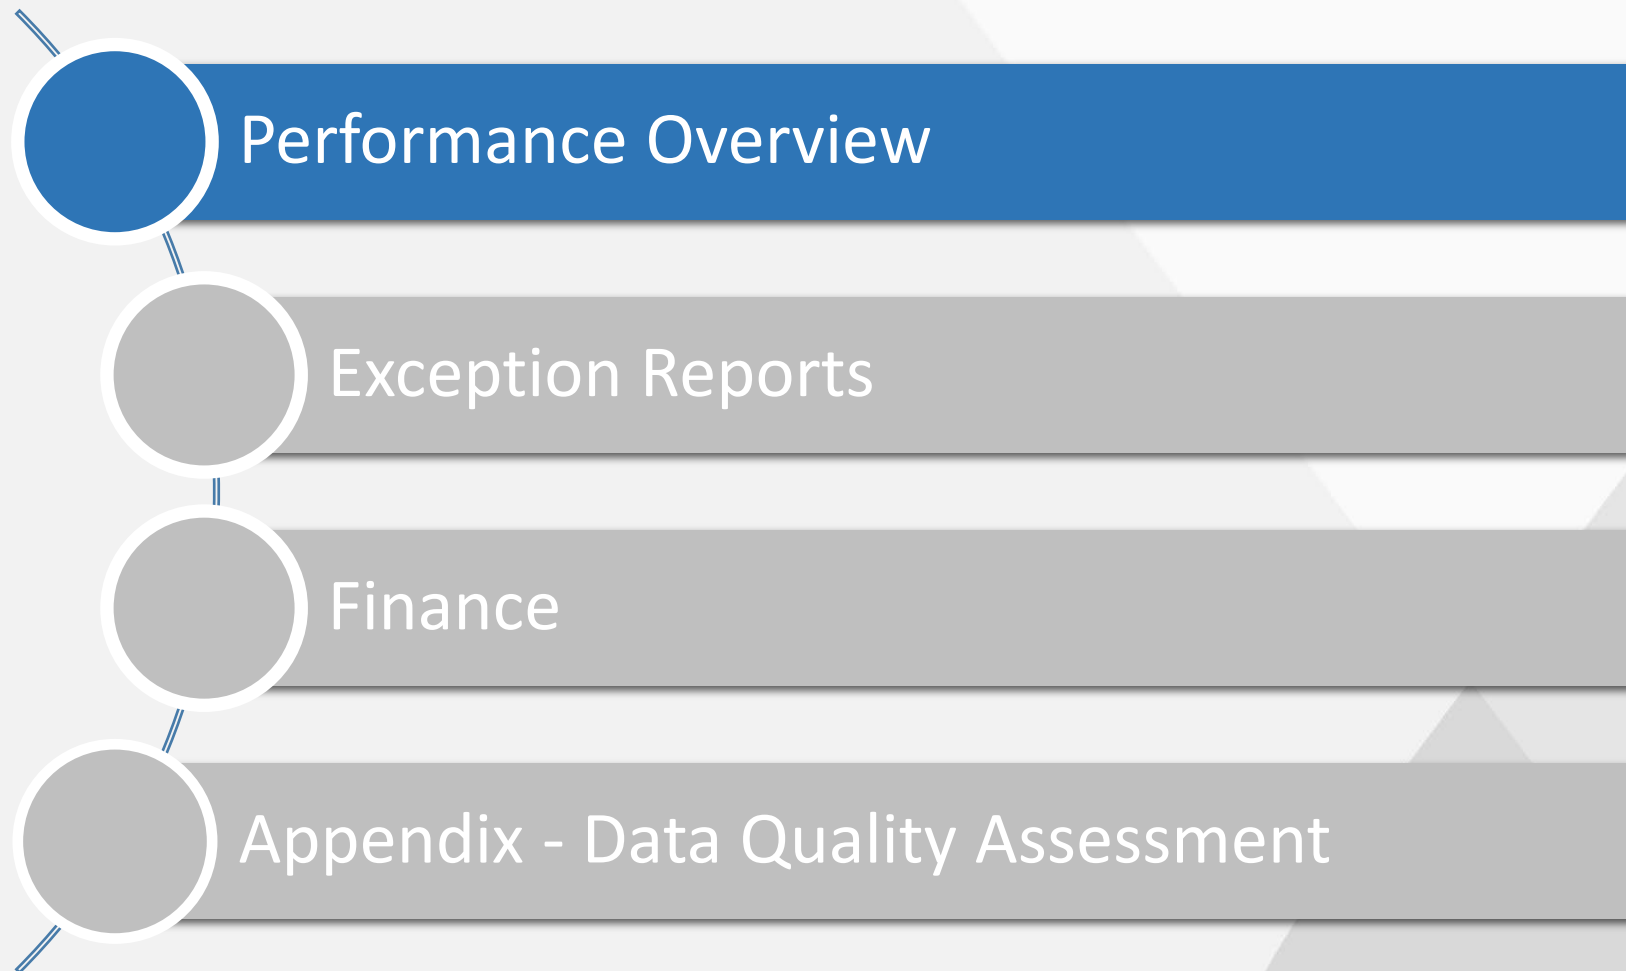 Performance Overview
Exception Reports
Finance
Appendix - Data Quality Assessment